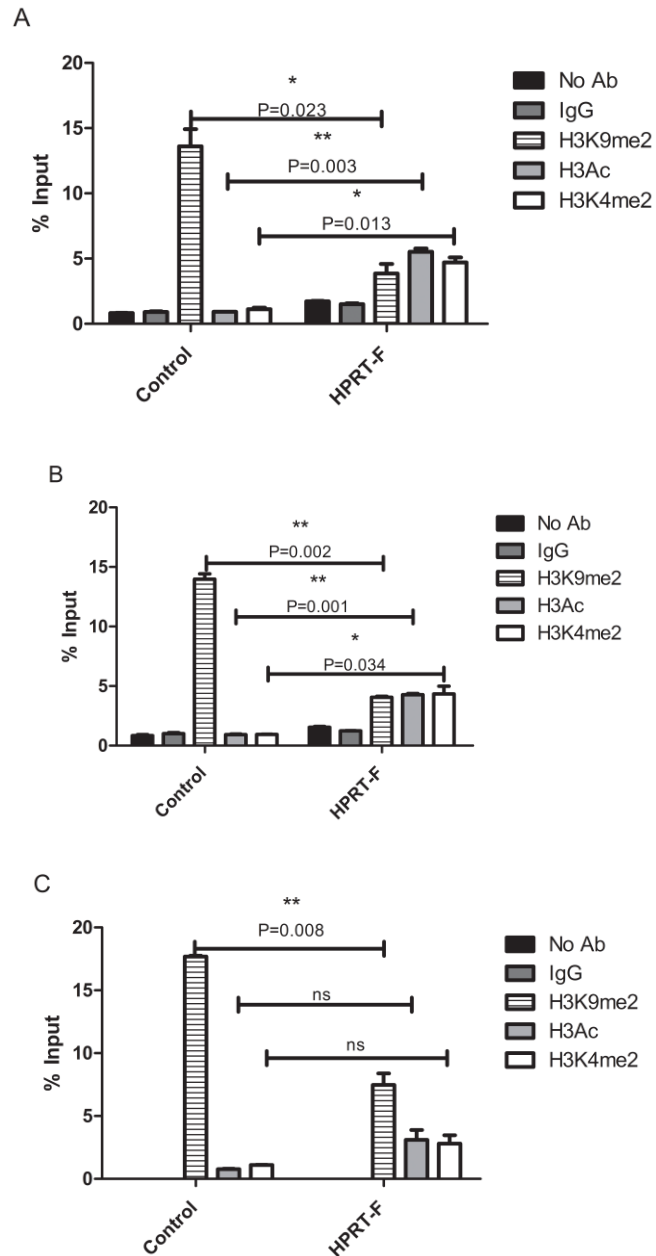 A
20
15
10
5
0
% Input
*
P=0.023
**
P=0.003
*
P=0.013
Control
HPRT-F
No Ab
IgG
H3K9me2
H3Ac
H3K4me2
B
20
15
10
5
0
% Input
**
P=0.002
**
P=0.001
*
P=0.034
Control
HPRT-F
No Ab
IgG
H3K9me2
H3Ac
H3K4me2
C
20
15
10
5
0
% Input
**
P=0.008
ns
ns
Control
HPRT-F
No Ab
IgG
H3K9me2
H3Ac
H3K4me2